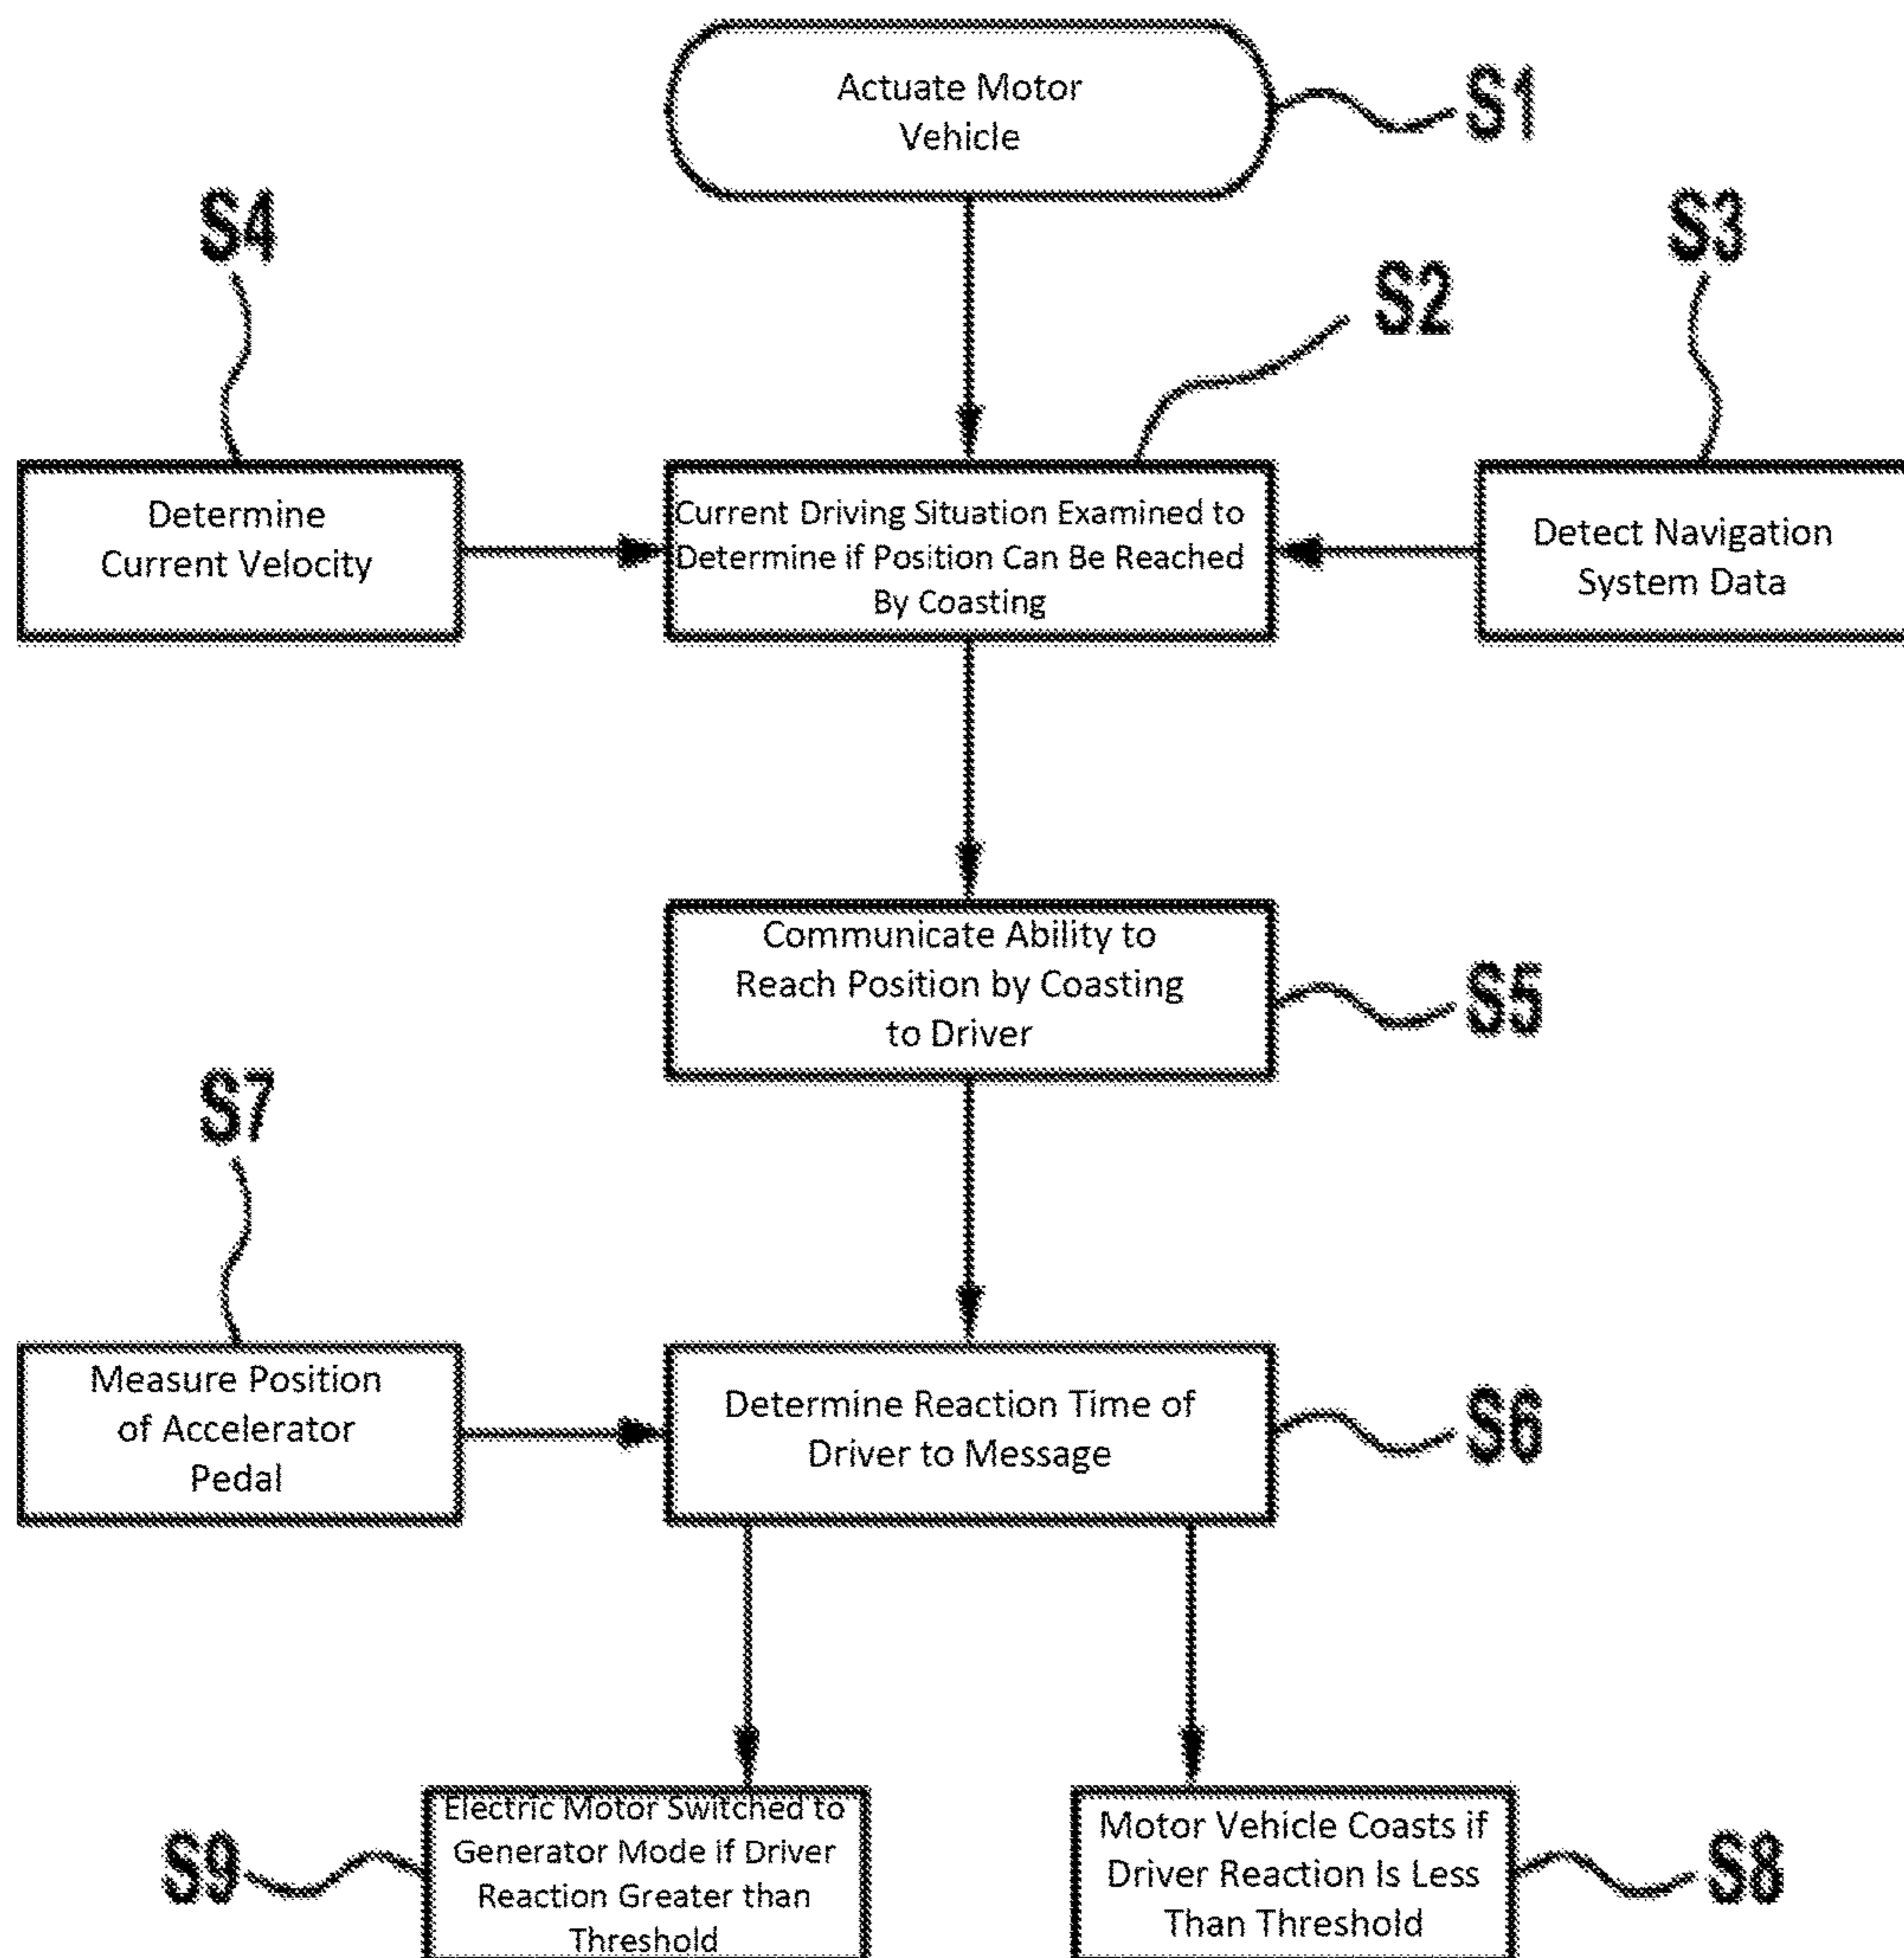 Actuate Motor
Vehicle
S1
S4
S3
S2
Determine
Current Velocity
Current Driving Situation Examined to
Determine if Position Can Be Reached
By Coasting
Detect Navigation
System Data
Communicate Ability to
Reach Position by Coasting
to Driver
S5
S7
Measure Position
of Accelerator
Pedal
Determine Reaction Time of
Driver to Message
S6
Electric Motor Switched to
Generator Mode if Driver
Reaction Greater than
Threshold
S9
Motor Vehicle Coasts if
Driver Reaction Is Less
Than Threshold
S8